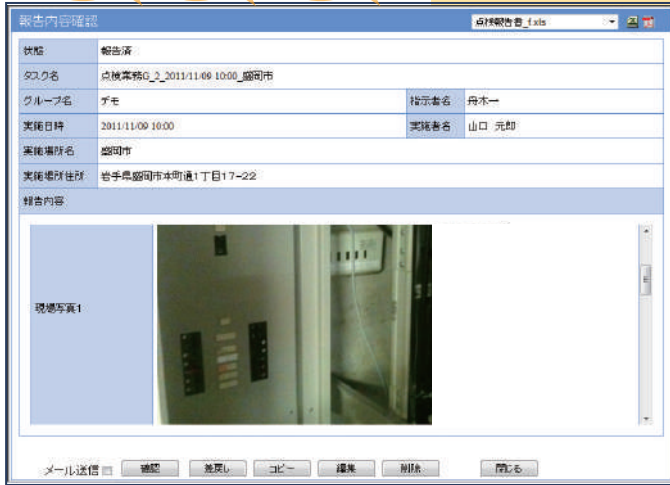 報告内容確認 点検報告書_f.xls
状態 報告済
タスク名 点検業務G_2_2011/11/09 10:00_盛岡市
グループ名 デモ 指示者名 舟木一
実施日時 2011/11/09 10:00 実施者名 山口 元郎
実施場所名 盛岡市
実施場所住所 岩手県盛岡市本町通1丁目17-22
報告内容
現場写真1
メール送信 確認 差戻し コピー 編集 削除 閉じる